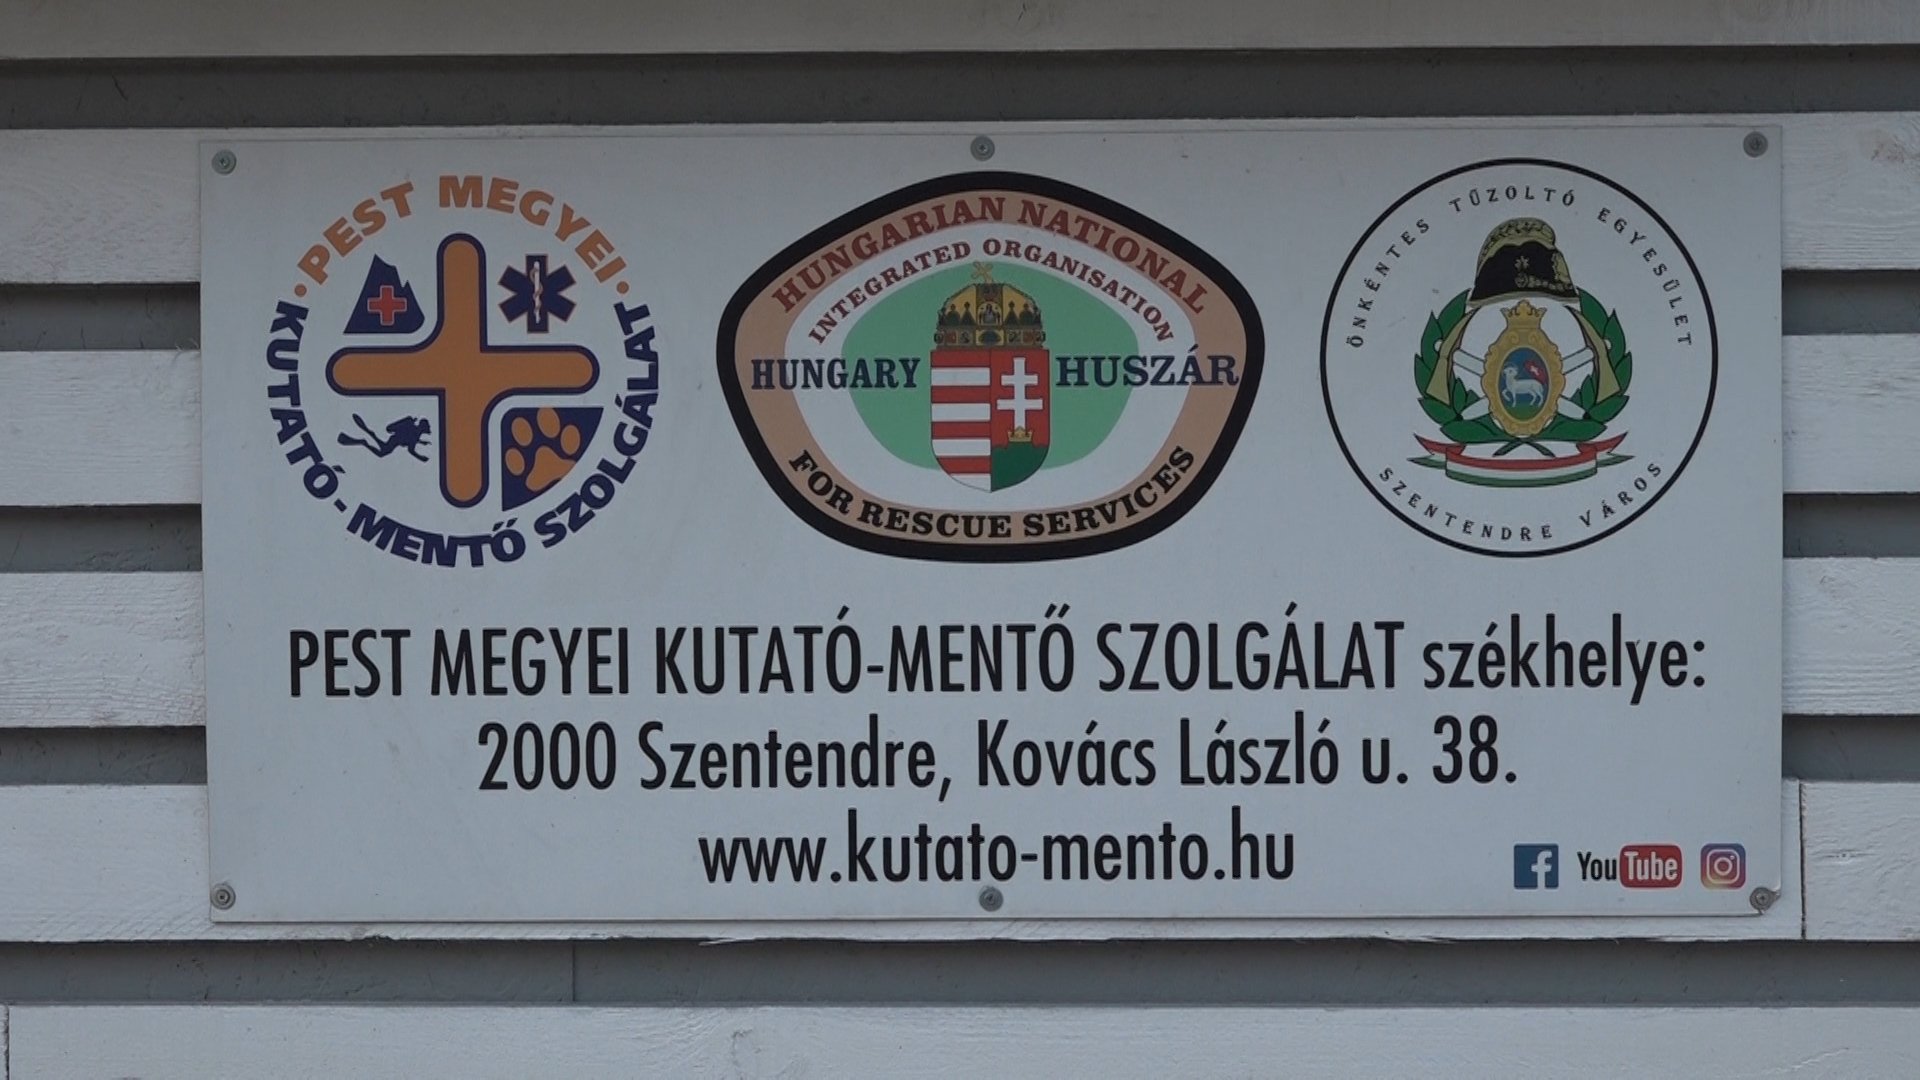 PEST MEGYEI
KUTATÓ-MENTŐ SZOLGÁLAT
HUNGARIAN NATIONAL
INTEGRATED ORGANISATION
HUNGARY HUSZÁR
FOR RESCUE SERVICES
ÖNKÉNTES TŰZOLTÓ EGYESÜLET
SZENTENDRE VÁROS
PEST MEGYEI KUTATÓ-MENTŐ SZOLGÁLAT székhelye:
2000 Szentendre, Kovács László u. 38.
www.kutato-mento.hu
f YouTube